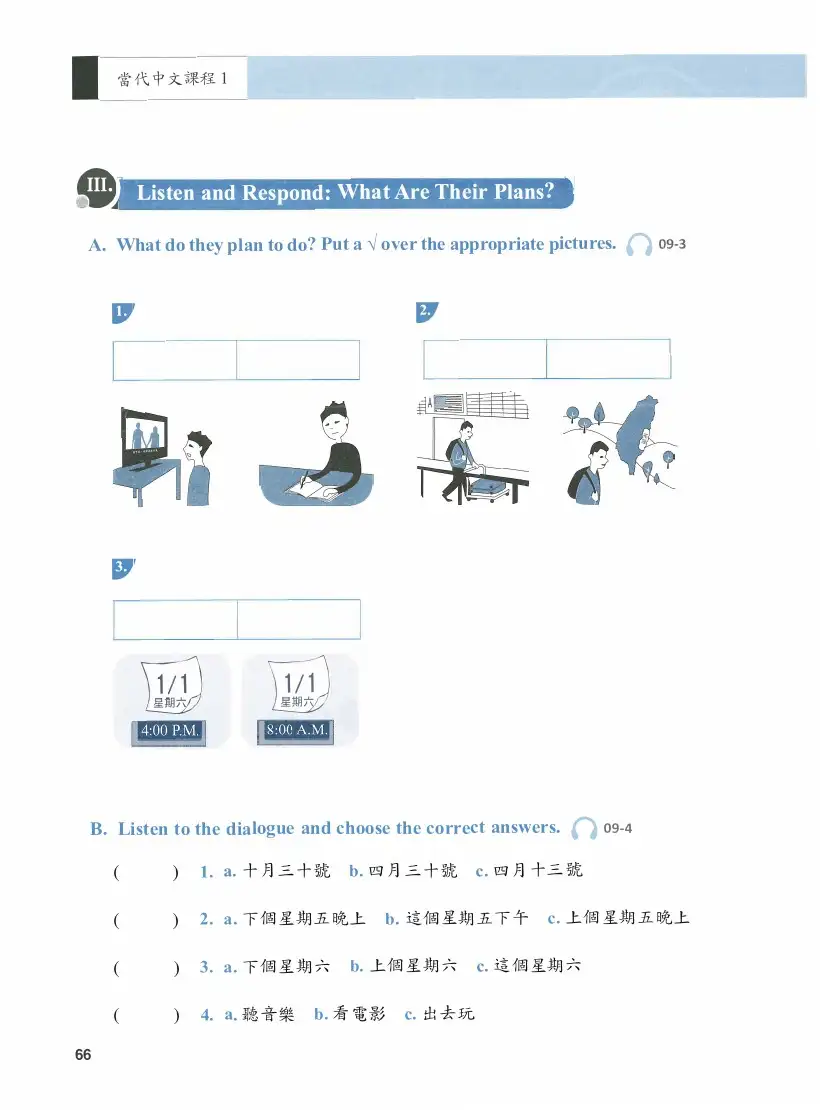 當代中文課程 1
III. Listen and Respond: What Are Their Plans?
A. What do they plan to do? Put a √ over the appropriate pictures. 09-3
1.
2.
A
3.
1/1
星期六
4:00 P.M.
1/1
星期六
8:00 A.M.
B. Listen to the dialogue and choose the correct answers. 09-4
( ) 1. a. 十月三十號 b. 四月三十號 c. 四月十三號
( ) 2. a. 下個星期五晚上 b. 這個星期五下午 c. 上個星期五晚上
( ) 3. a. 下個星期六 b. 上個星期六 c. 這個星期六
( ) 4. a. 聽音樂 b. 看電影 c. 出去玩
66